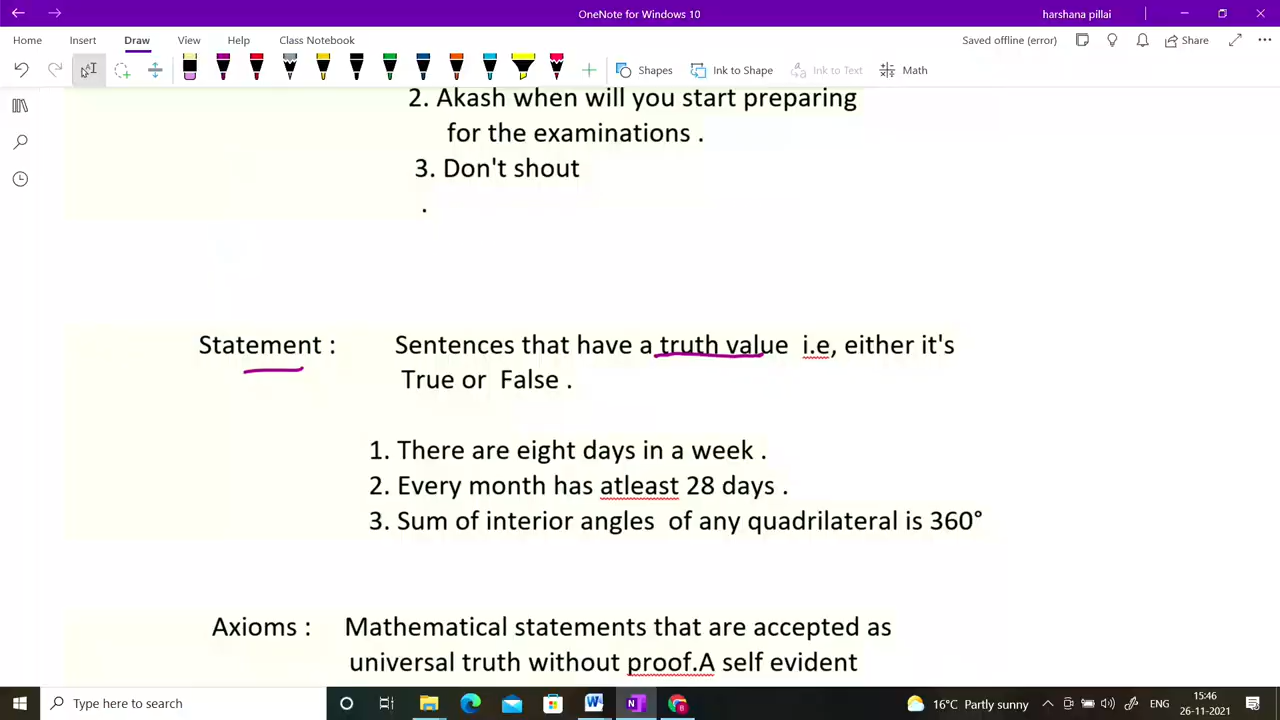 OneNote for Windows 10
harshana pillai
Home Insert Draw View Help Class Notebook
Saved offline (error)
Share
Shapes
Ink to Shape
Ink to Text
Math
2. Akash when will you start preparing
for the examinations .
3. Don't shout
.
Statement : Sentences that have a truth value i.e, either it's
True or False .
1. There are eight days in a week .
2. Every month has atleast 28 days .
3. Sum of interior angles of any quadrilateral is 360°
Axioms : Mathematical statements that are accepted as
universal truth without proof.A self evident
Type here to search
16°C Partly sunny
ENG
15:46
26-11-2021